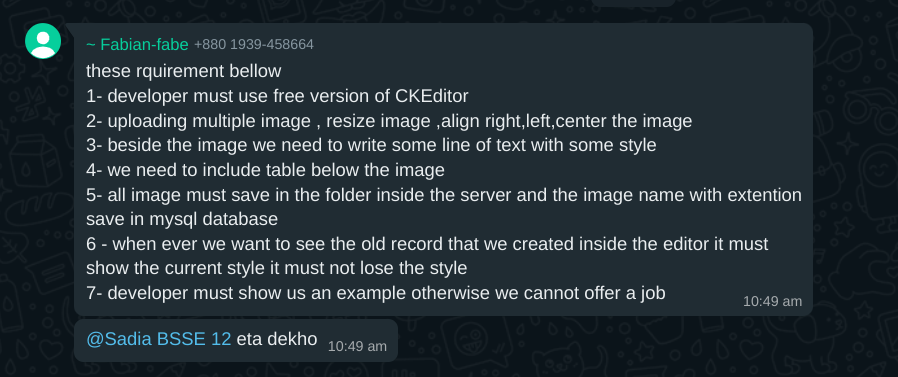 ~ Fabian-fabe +880 1939-458664
these rquirement bellow
1- developer must use free version of CKEditor
2- uploading multiple image , resize image ,align right,left,center the image
3- beside the image we need to write some line of text with some style
4- we need to include table below the image
5- all image must save in the folder inside the server and the image name with extention
save in mysql database
6 - when ever we want to see the old record that we created inside the editor it must
show the current style it must not lose the style
7- developer must show us an example otherwise we cannot offer a job
10:49 am
@Sadia BSSE 12 eta dekho 10:49 am